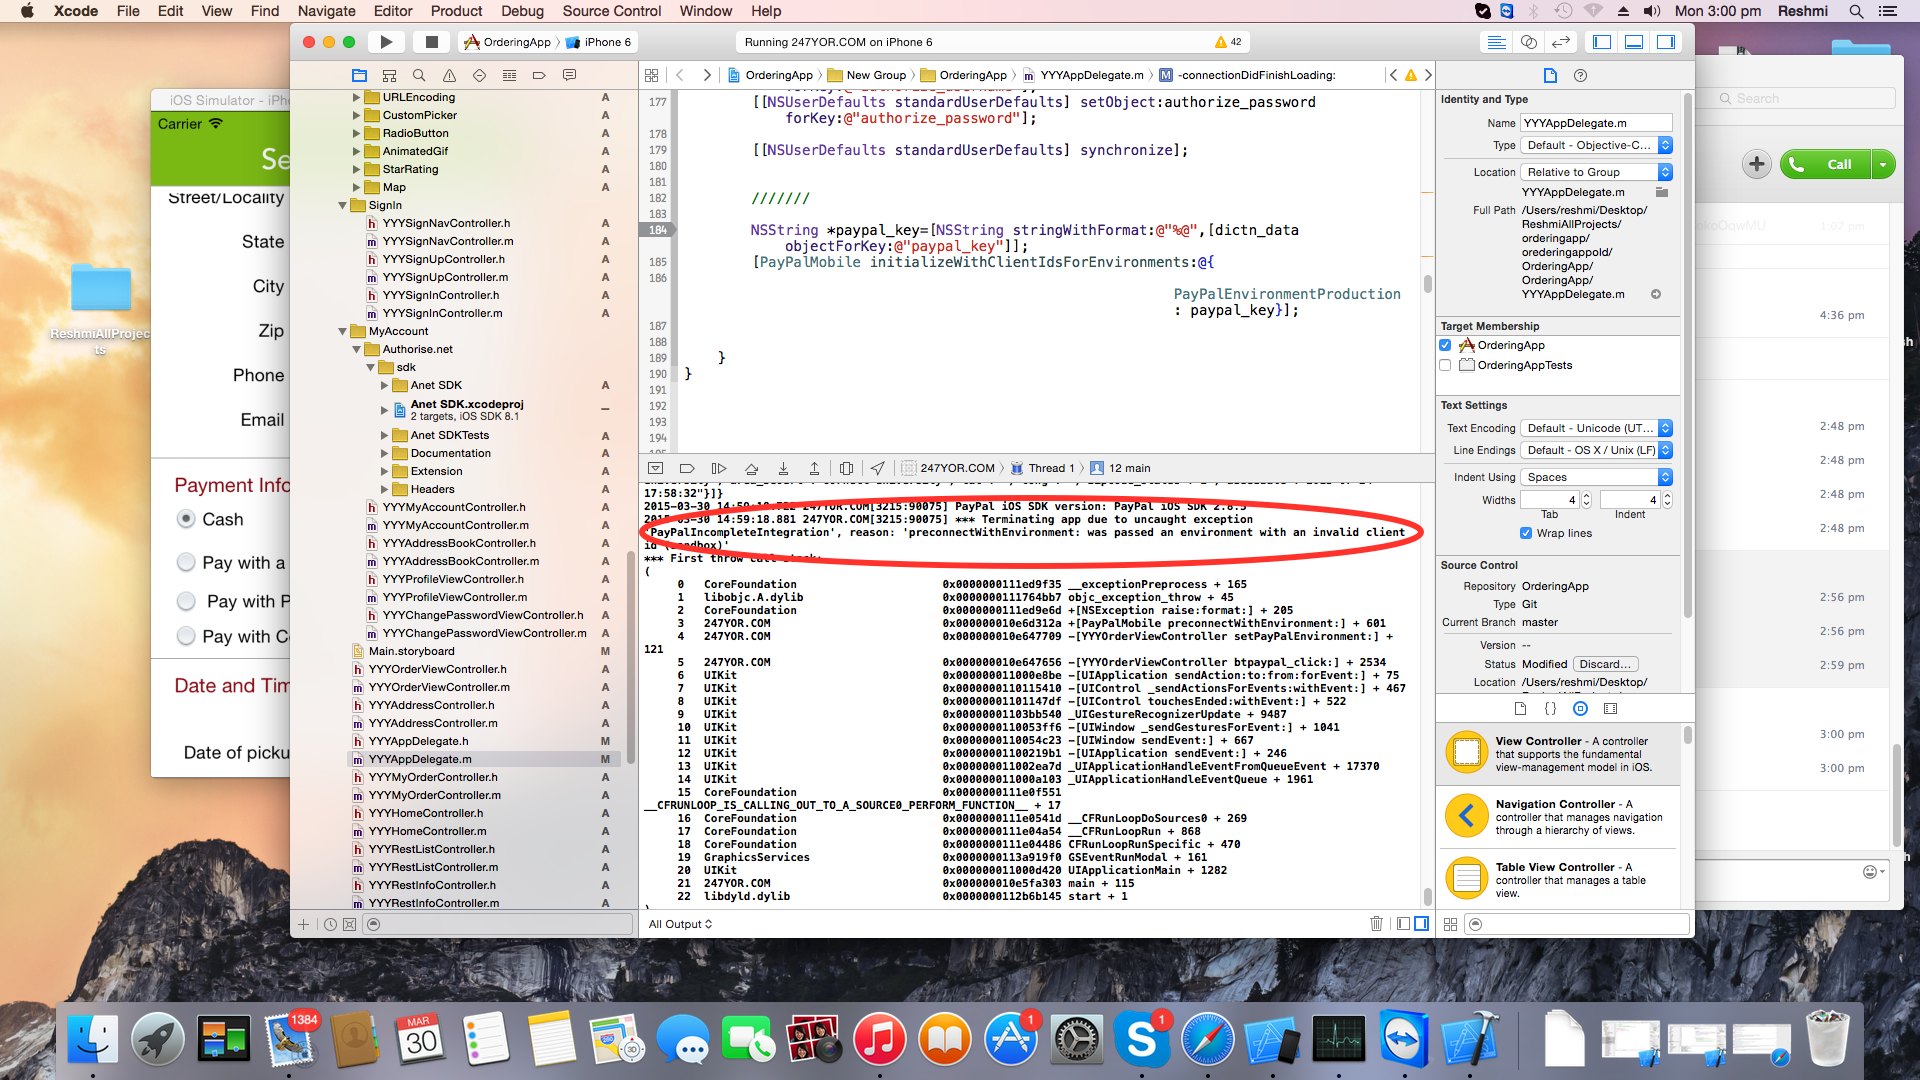 Xcode File Edit View Find Navigate Editor Product Debug Source Control Window Help
Mon 3:00 pm Reshmi
OrderingApp iPhone 6
Running 247YOR.COM on iPhone 6
42
iOS Simulator - iPh
Carrier
Se
Street/Locality
State
City
Zip
Phone
Email
Payment Info
Cash
Pay with a
Pay with P
Pay with C
Date and Tim
Date of picku
ReshmiAllProjec
ts
URLEncoding A
CustomPicker A
RadioButton A
AnimatedGif A
StarRating A
Map A
SignIn
YYYSignNavController.h A
YYYSignNavController.m A
YYYSignUpController.h A
YYYSignUpController.m A
YYYSignInController.h A
YYYSignInController.m A
MyAccount
Authorise.net
sdk
Anet SDK A
Anet SDK.xcodeproj
2 targets, iOS SDK 8.1
Anet SDKTests A
Documentation A
Extension A
Headers A
YYYMyAccountController.h A
YYYMyAccountController.m A
YYYAddressBookController.h A
YYYAddressBookController.m A
YYYProfileViewController.h A
YYYProfileViewController.m A
YYYChangePasswordViewController.h A
YYYChangePasswordViewController.m A
Main.storyboard M
YYYOrderViewController.h A
YYYOrderViewController.m A
YYYAddressController.h A
YYYAddressController.m A
YYYAppDelegate.h M
YYYAppDelegate.m M
YYYMyOrderController.h A
YYYMyOrderController.m A
YYYHomeController.h A
YYYHomeController.m A
YYYRestListController.h A
YYYRestListController.m A
YYYRestInfoController.h A
YYYRestInfoController.m A
OrderingApp New Group OrderingApp YYYAppDelegate.m M -connectionDidFinishLoading:
177 [[NSUserDefaults standardUserDefaults] setObject:authorize_password
forKey:@"authorize_password"];
178
179 [[NSUserDefaults standardUserDefaults] synchronize];
180
181
182 ///////
183
184 NSString *paypal_key=[NSString stringWithFormat:@"%@",[dictn_data
objectForKey:@"paypal_key"]];
185 [PayPalMobile initializeWithClientIdsForEnvironments:@{
186
PayPalEnvironmentProduction
: paypal_key}];
187
188
189 }
190 }
191
192
193
194
247YOR.COM Thread 1 12 main
17:58:32"}]}
2015-03-30 14:59:18.722 247YOR.COM[3215:90075] PayPal iOS SDK version: PayPal iOS SDK 2.8.5
2015-03-30 14:59:18.881 247YOR.COM[3215:90075] *** Terminating app due to uncaught exception
'PayPalIncompleteIntegration', reason: 'preconnectWithEnvironment: was passed an environment with an invalid client
id (sandbox)'
*** First throw call stack:
(
0 CoreFoundation 0x0000000111ed9f35 __exceptionPreprocess + 165
1 libobjc.A.dylib 0x0000000111764bb7 objc_exception_throw + 45
2 CoreFoundation 0x0000000111ed9e6d +[NSException raise:format:] + 205
3 247YOR.COM 0x000000010e6d312a +[PayPalMobile preconnectWithEnvironment:] + 601
4 247YOR.COM 0x000000010e647709 -[YYYOrderViewController setPayPalEnvironment:] +
121
5 247YOR.COM 0x000000010e647656 -[YYYOrderViewController btpaypal_click:] + 2534
6 UIKit 0x000000011000e8be -[UIApplication sendAction:to:from:forEvent:] + 75
7 UIKit 0x0000000110115410 -[UIControl _sendActionsForEvents:withEvent:] + 467
8 UIKit 0x00000001101147df -[UIControl touchesEnded:withEvent:] + 522
9 UIKit 0x00000001103bb540 _UIGestureRecognizerUpdate + 9487
10 UIKit 0x0000000110053ff6 -[UIWindow _sendGesturesForEvent:] + 1041
11 UIKit 0x0000000110054c23 -[UIWindow sendEvent:] + 667
12 UIKit 0x00000001100219b1 -[UIApplication sendEvent:] + 246
13 UIKit 0x000000011002ea7d _UIApplicationHandleEventFromQueueEvent + 17370
14 UIKit 0x000000011000a103 _UIApplicationHandleEventQueue + 1961
15 CoreFoundation 0x0000000111e0f551
__CFRUNLOOP_IS_CALLING_OUT_TO_A_SOURCE0_PERFORM_FUNCTION__ + 17
16 CoreFoundation 0x0000000111e0541d __CFRunLoopDoSources0 + 269
17 CoreFoundation 0x0000000111e04a54 __CFRunLoopRun + 868
18 CoreFoundation 0x0000000111e04486 CFRunLoopRunSpecific + 470
19 GraphicsServices 0x0000000113a919f0 GSEventRunModal + 161
20 UIKit 0x000000011000d420 UIApplicationMain + 1282
21 247YOR.COM 0x000000010e5fa303 main + 115
22 libdyld.dylib 0x0000000112b6b145 start + 1
All Output
Identity and Type
Name YYYAppDelegate.m
Type Default - Objective-C...
Location Relative to Group
YYYAppDelegate.m
Full Path /Users/reshmi/Desktop/
ReshmiAllProjects/
orderingapp/
orederingappold/
OrderingApp/
OrderingApp/
YYYAppDelegate.m
Target Membership
OrderingApp
OrderingAppTests
Text Settings
Text Encoding Default - Unicode (UT...
Line Endings Default - OS X / Unix (LF)
Indent Using Spaces
Widths 4 4
Tab Indent
Wrap lines
Source Control
Repository OrderingApp
Type Git
Current Branch master
Version --
Status Modified Discard...
Location /Users/reshmi/Desktop/
View Controller - A controller
that supports the fundamental
view-management model in iOS.
Navigation Controller - A
controller that manages navigation
through a hierarchy of views.
Table View Controller - A
controller that manages a table
view.
Search
Call
1:07 pm
4:36 pm
2:48 pm
2:48 pm
2:48 pm
2:48 pm
2:56 pm
2:56 pm
2:59 pm
3:00 pm
3:00 pm
1384
MAR
30
1
1